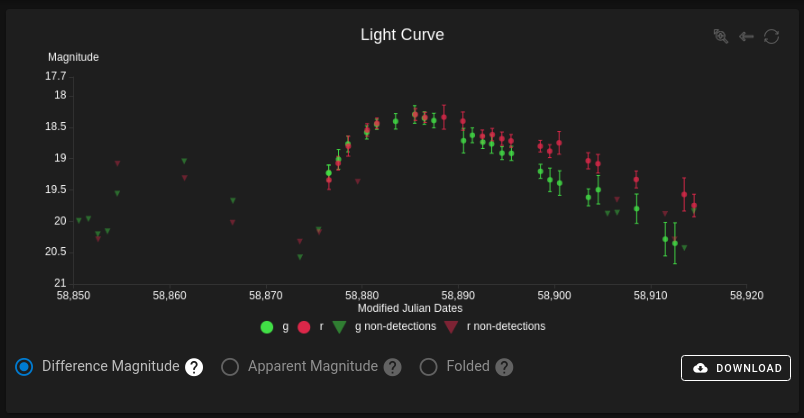 Light Curve
Magnitude
17.7
18
18.5
19
19.5
20
20.5
21
58,850 58,860 58,870 58,880 58,890 58,900 58,910 58,920
Modified Julian Dates
g r g non-detections r non-detections
Difference Magnitude ? Apparent Magnitude ? Folded ? DOWNLOAD